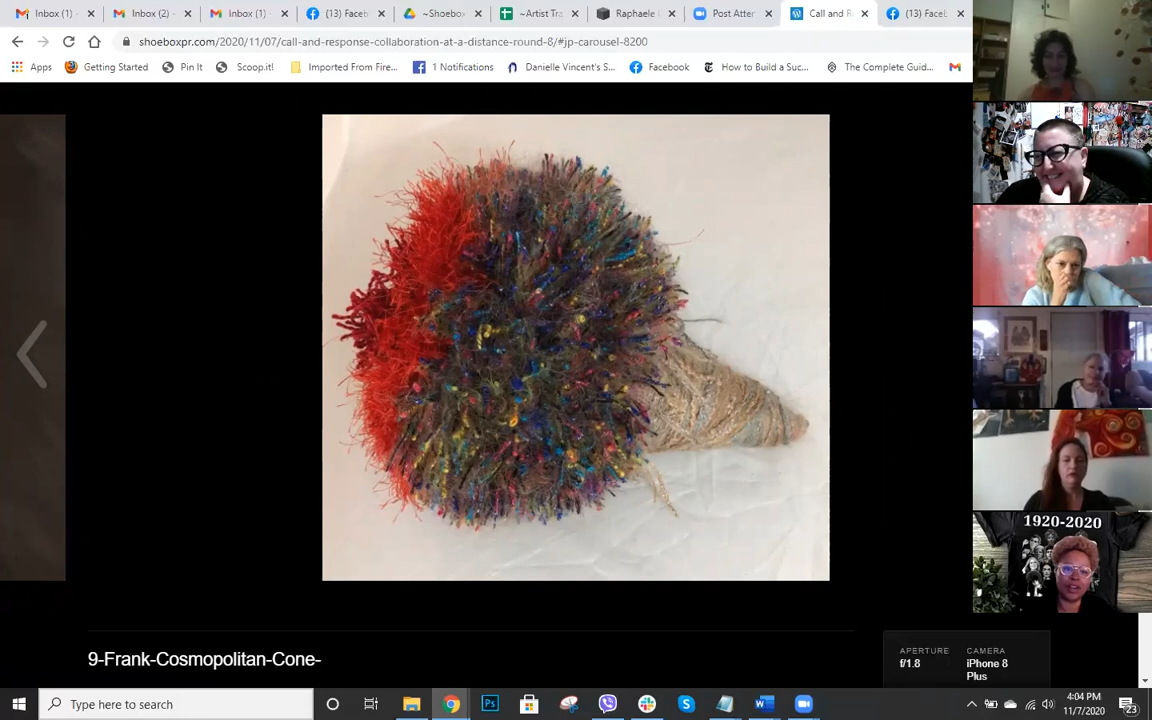 Inbox (1) -
Inbox (2) -
Inbox (1) -
(13) Faceb
~Shoebo
~Artist Tra
Raphaele
Post Atter
Call and R
(13) Faceb
shoeboxpr.com/2020/11/07/call-and-response-collaboration-at-a-distance-round-8/#jp-carousel-8200
Apps
Getting Started
Pin It
Scoop.it!
Imported From Fire...
1 Notifications
Danielle Vincent's S...
Facebook
How to Build a Suc...
The Complete Guid...
9-Frank-Cosmopolitan-Cone-
APERTURE
f/1.8
CAMERA
iPhone 8
Plus
1920-2020
Type here to search
4:04 PM
11/7/2020
23